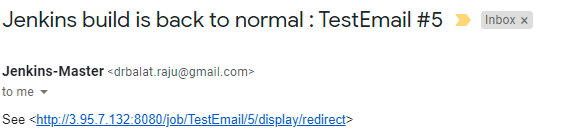 Jenkins build is back to normal : TestEmail #5 Inbox x
Jenkins-Master <drbalat.raju@gmail.com>
to me
See <http://3.95.7.132:8080/job/TestEmail/5/display/redirect>